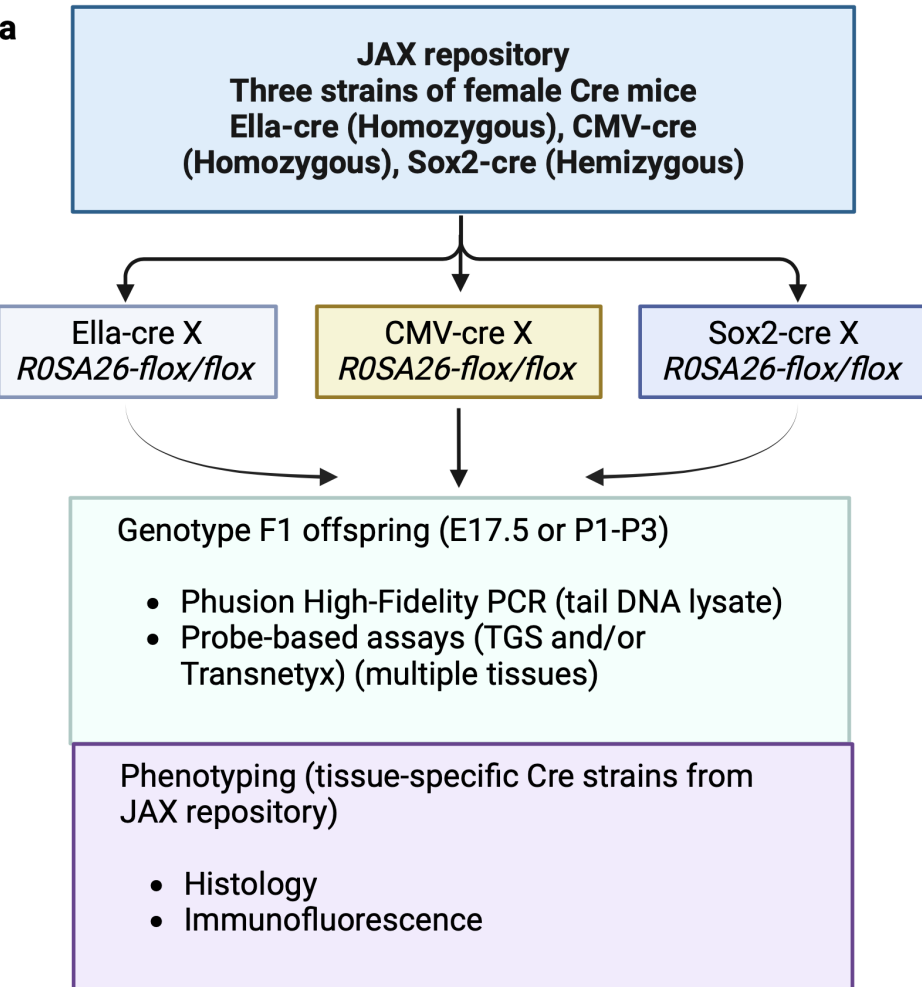 a
JAX repository
Three strains of female Cre mice
Ella-cre (Homozygous), CMV-cre
(Homozygous), Sox2-cre (Hemizygous)
Ella-cre X
R0SA26-flox/flox
CMV-cre X
R0SA26-flox/flox
Sox2-cre X
R0SA26-flox/flox
Genotype F1 offspring (E17.5 or P1-P3)
• Phusion High-Fidelity PCR (tail DNA lysate)
• Probe-based assays (TGS and/or
Transnetyx) (multiple tissues)
Phenotyping (tissue-specific Cre strains from
JAX repository)
• Histology
• Immunofluorescence